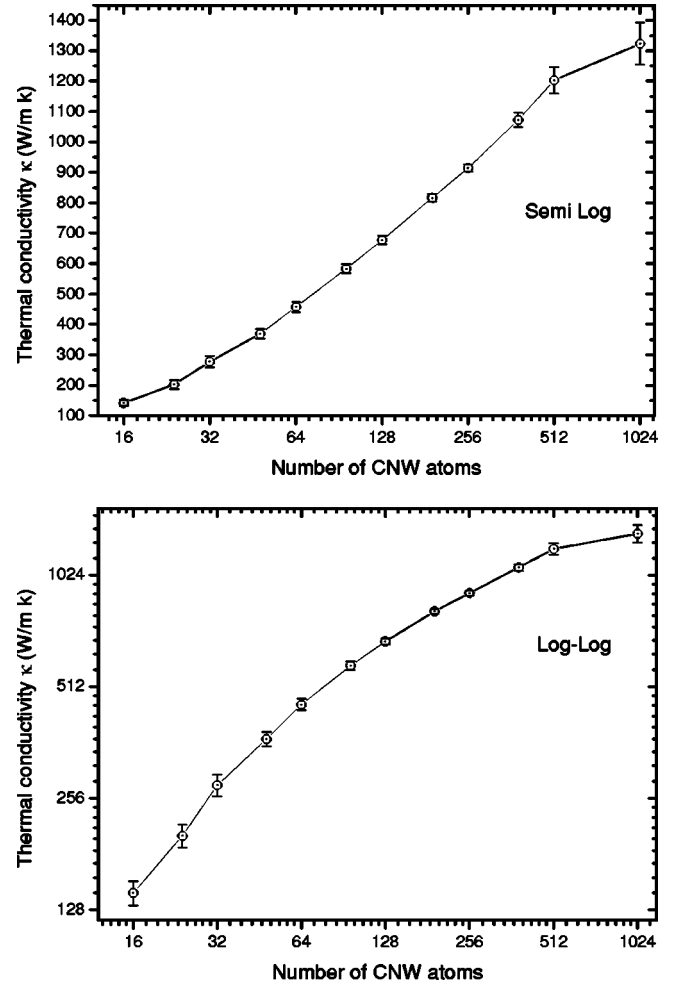 1400
1300
1200
1100
1000
900
800
700
600
500
400
300
200
100
Thermal conductivity κ (W/m k)
Semi Log
16 32 64 128 256 512 1024
Number of CNW atoms
1024
512
256
128
Thermal conductivity κ (W/m k)
Log-Log
16 32 64 128 256 512 1024
Number of CNW atoms